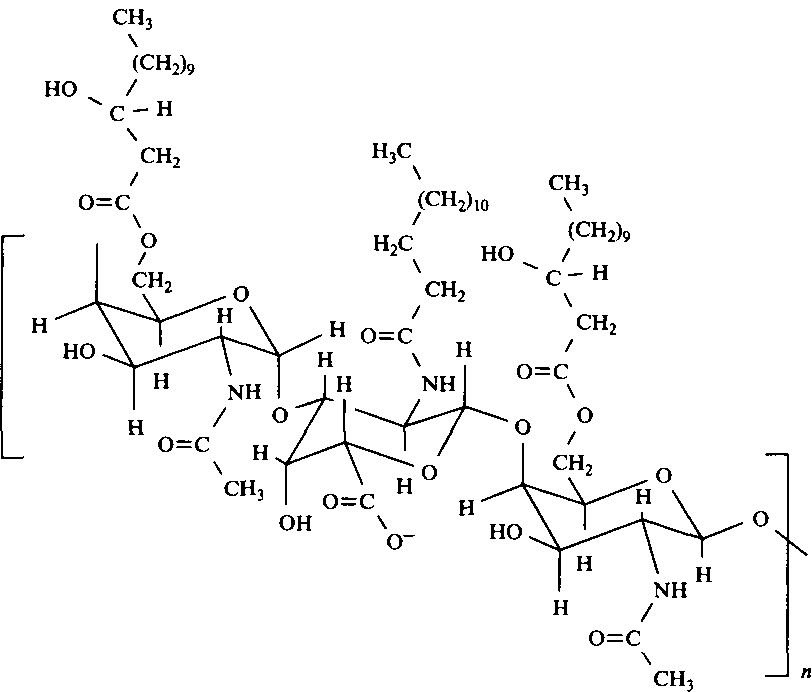 CH₃
(CH₂)₉
HO
C
H
CH₂
O=C
O
CH₂
O
H
H
H
HO
H
H
NH
O=C
CH₃
H₃C
(CH₂)₁₀
H₂C
CH₂
O=C
NH
H
H
H
O
H
H
O
OH
O=C
O⁻
O
CH₃
(CH₂)₉
HO
C
H
CH₂
O=C
O
CH₂
O
H
H
HO
H
H
H
O
NH
O=C
CH₃
n